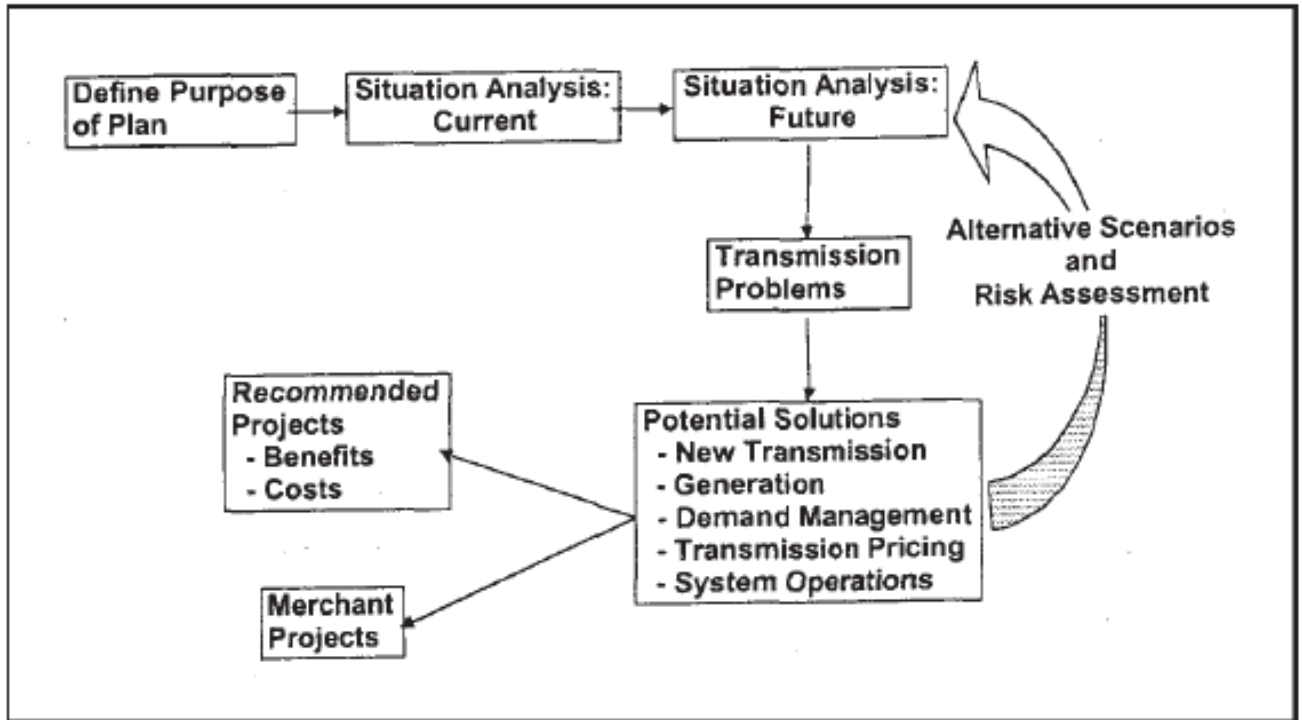 Define Purpose
of Plan
Situation Analysis:
Current
Situation Analysis:
Future
Alternative Scenarios
and
Risk Assessment
Transmission
Problems
Potential Solutions
- New Transmission
- Generation
- Demand Management
- Transmission Pricing
- System Operations
Recommended
Projects
- Benefits
- Costs
Merchant
Projects